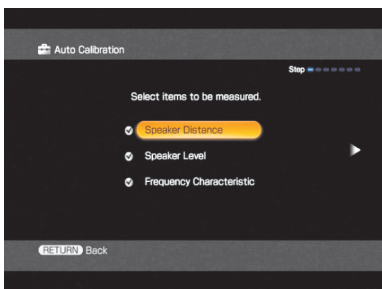 Auto Calibration
Step
Select items to be measured.
Speaker Distance
Speaker Level
Frequency Characteristic
RETURN Back